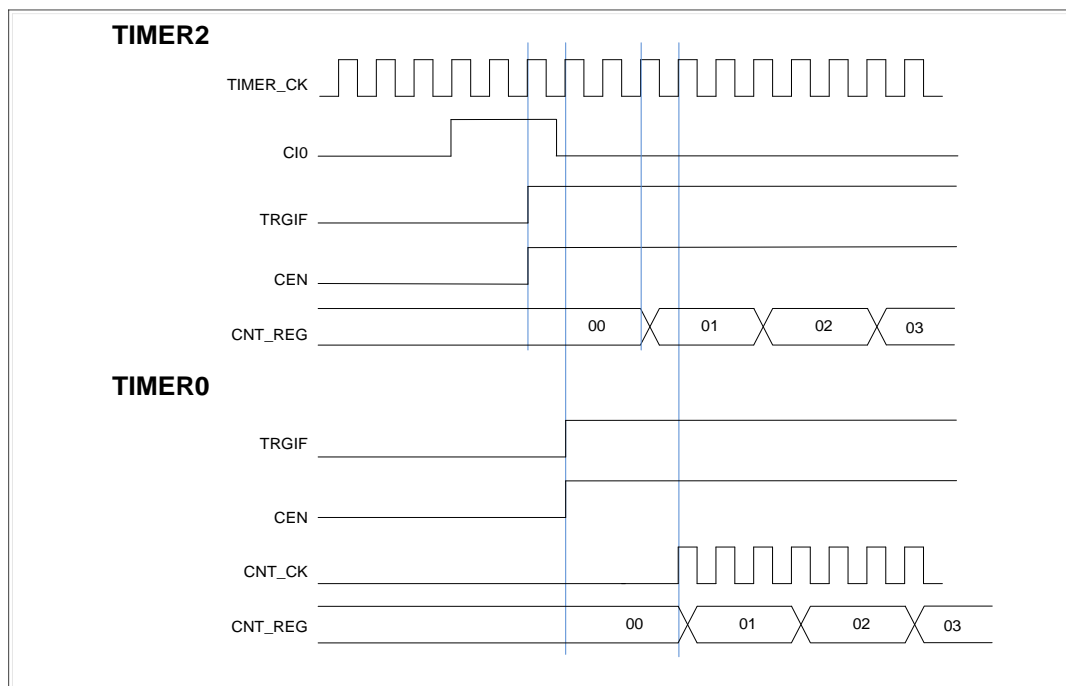 TIMER2
TIMER_CK
CI0
TRGIF
CEN
CNT_REG 00 01 02 03
TIMER0
TRGIF
CEN
CNT_CK
CNT_REG 00 01 02 03